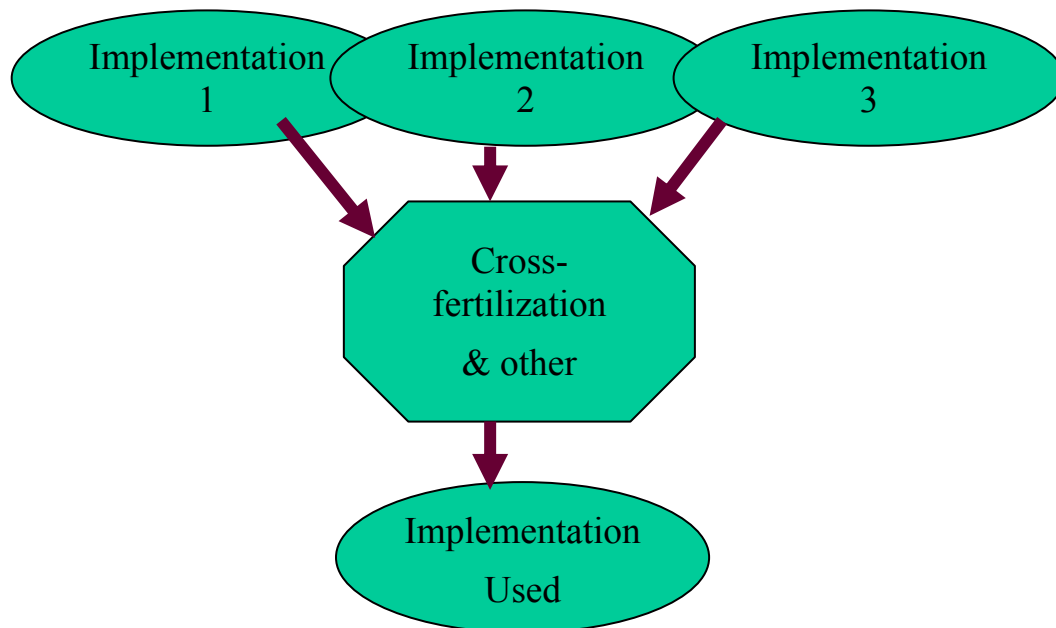 Implementation
1
Implementation
2
Implementation
3
Cross-
fertilization
& other
Implementation
Used